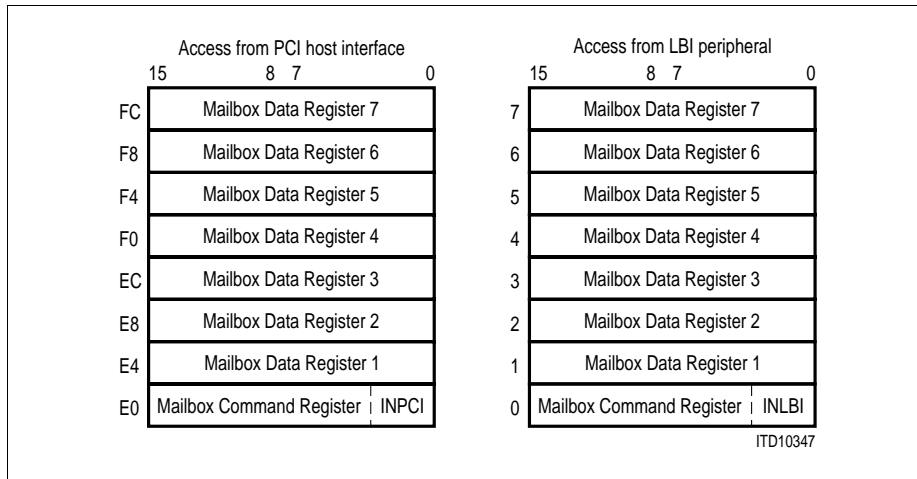 Access from PCI host interface
15 8 7 0
FC Mailbox Data Register 7
F8 Mailbox Data Register 6
F4 Mailbox Data Register 5
F0 Mailbox Data Register 4
EC Mailbox Data Register 3
E8 Mailbox Data Register 2
E4 Mailbox Data Register 1
E0 Mailbox Command Register INPCI
Access from LBI peripheral
15 8 7 0
7 Mailbox Data Register 7
6 Mailbox Data Register 6
5 Mailbox Data Register 5
4 Mailbox Data Register 4
3 Mailbox Data Register 3
2 Mailbox Data Register 2
1 Mailbox Data Register 1
0 Mailbox Command Register INLBI
ITD10347